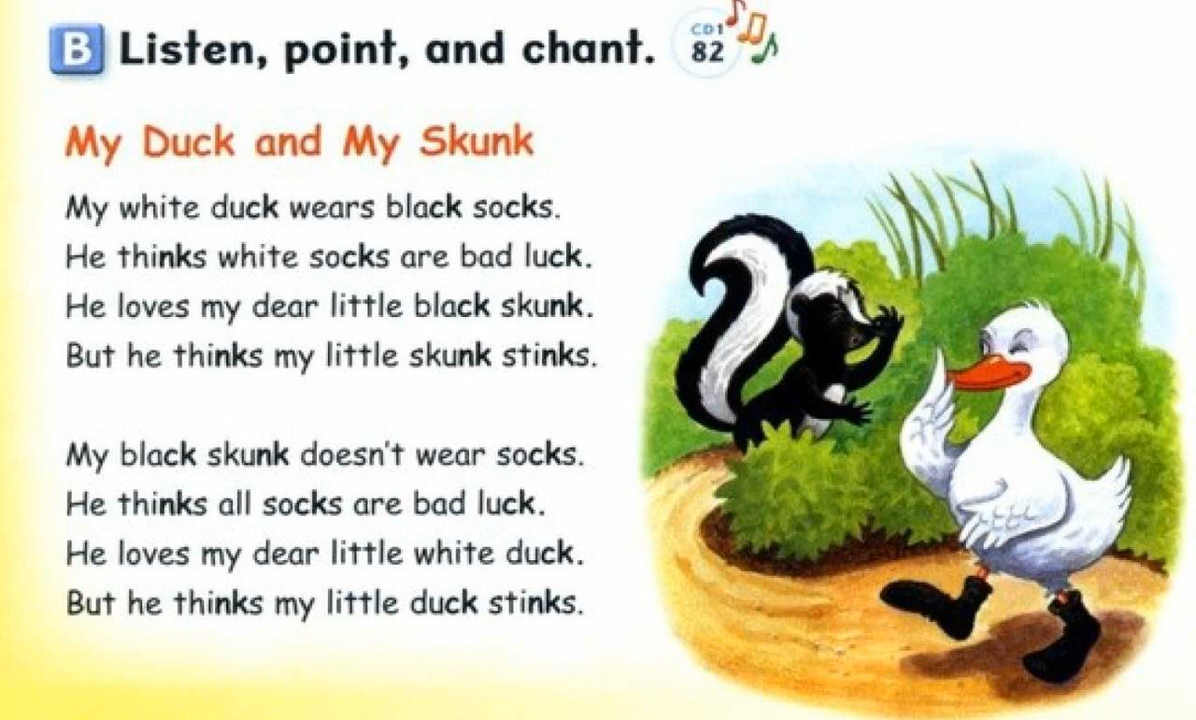 B Listen, point, and chant. CD1 82
My Duck and My Skunk
My white duck wears black socks.
He thinks white socks are bad luck.
He loves my dear little black skunk.
But he thinks my little skunk stinks.
My black skunk doesn't wear socks.
He thinks all socks are bad luck.
He loves my dear little white duck.
But he thinks my little duck stinks.